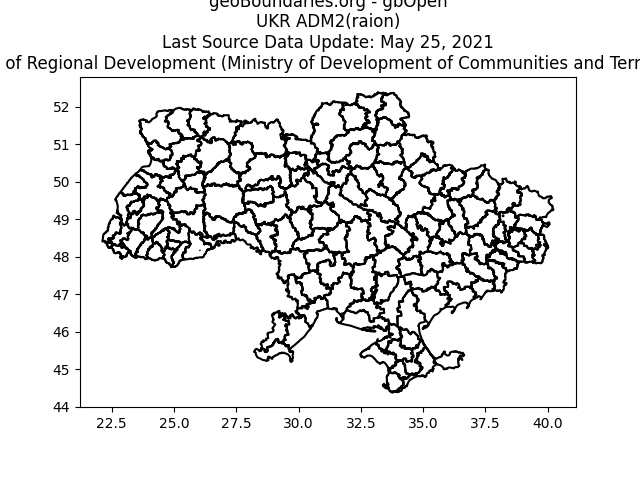 geoBoundaries.org - gbOpen
UKR ADM2(raion)
Last Source Data Update: May 25, 2021
of Regional Development (Ministry of Development of Communities and
52
51
50
49
48
47
46
45
44
22.5 25.0 27.5 30.0 32.5 35.0 37.5 40.0